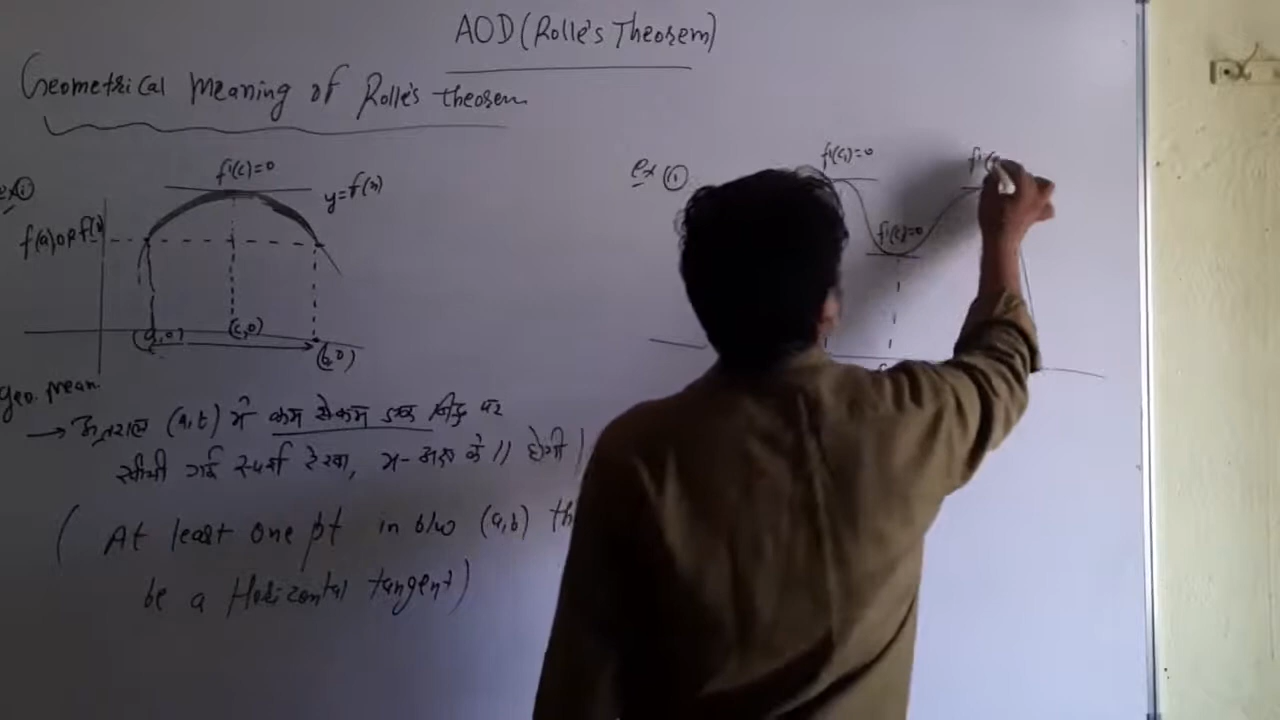 AOD (Rolle's Theorem)
Geometrical Meaning of Rolle's theorem
ex ①
f'(c)=0
y=f(x)
f(a) or f(b)
(a,0)
(c,0)
(b,0)
Geo. mean.
→ अन्तराल (a,b) में कम से कम एक बिन्दु पर
खींची गई स्पर्श रेखा, x-अक्ष के // होगी |
( At least one pt in b/w (a,b) th
be a Horizontal tangent)
ex ①
f'(c₁)=0
f'(c₂)=0
f'(